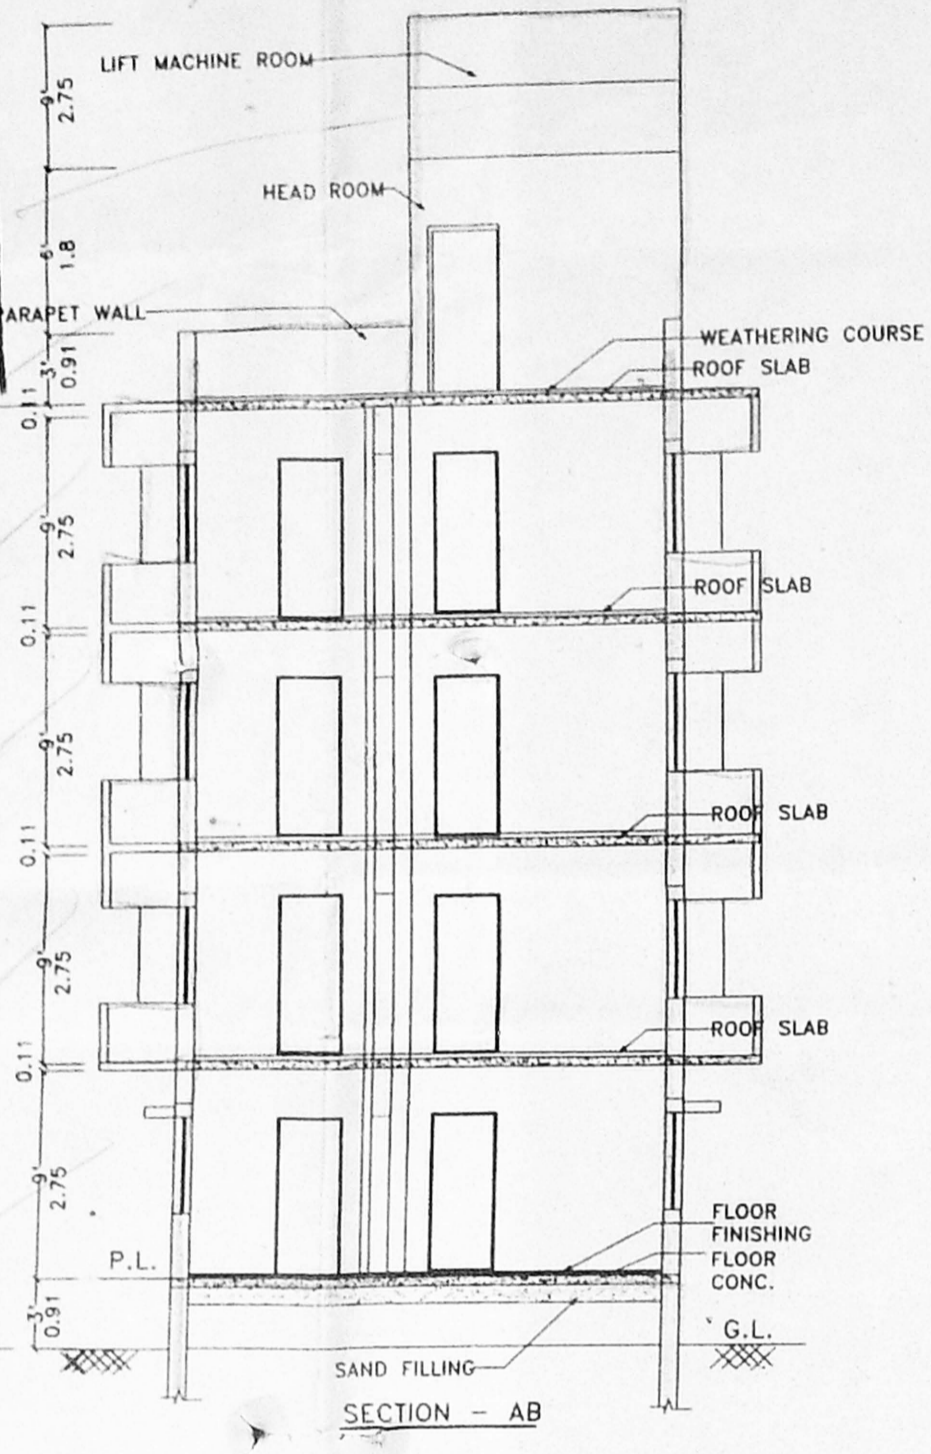 LIFT MACHINE ROOM
9'
2.75
HEAD ROOM
6'
1.8
ARAPET WALL
WEATHERING COURSE
3'
0.91
ROOF SLAB
0.11
9'
2.75
ROOF SLAB
0.11
9'
2.75
ROOF SLAB
0.11
9'
2.75
ROOF SLAB
0.11
9'
2.75
FLOOR
FINISHING
P.L.
FLOOR
CONC.
3'
0.91
G.L.
SAND FILLING
SECTION - AB